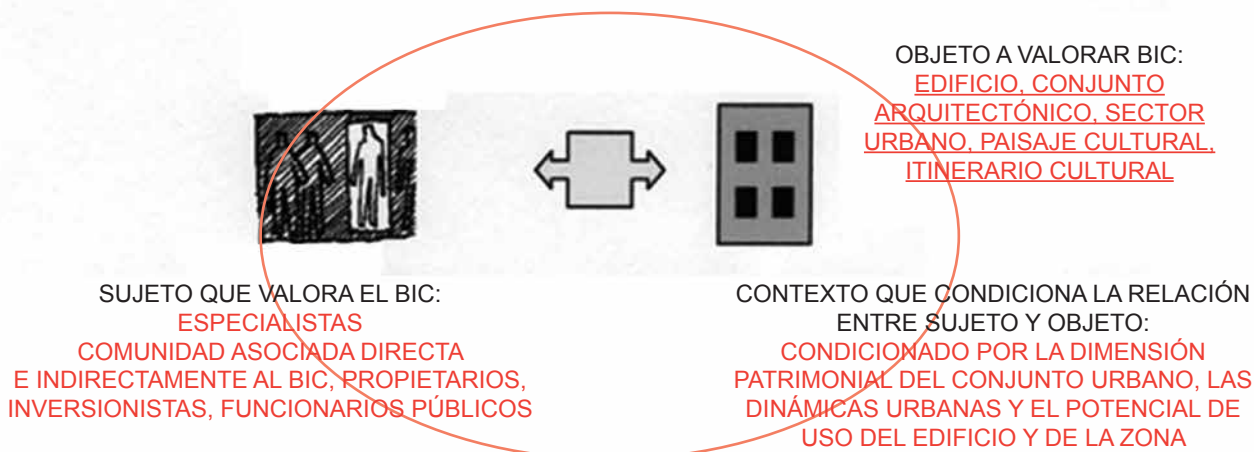 OBJETO A VALORAR BIC:
EDIFICIO, CONJUNTO
ARQUITECTÓNICO, SECTOR
URBANO, PAISAJE CULTURAL,
ITINERARIO CULTURAL
SUJETO QUE VALORA EL BIC:
ESPECIALISTAS
COMUNIDAD ASOCIADA DIRECTA
E INDIRECTAMENTE AL BIC, PROPIETARIOS,
INVERSIONISTAS, FUNCIONARIOS PÚBLICOS
CONTEXTO QUE CONDICIONA LA RELACIÓN
ENTRE SUJETO Y OBJETO:
CONDICIONADO POR LA DIMENSIÓN
PATRIMONIAL DEL CONJUNTO URBANO, LAS
DINÁMICAS URBANAS Y EL POTENCIAL DE
USO DEL EDIFICIO Y DE LA ZONA